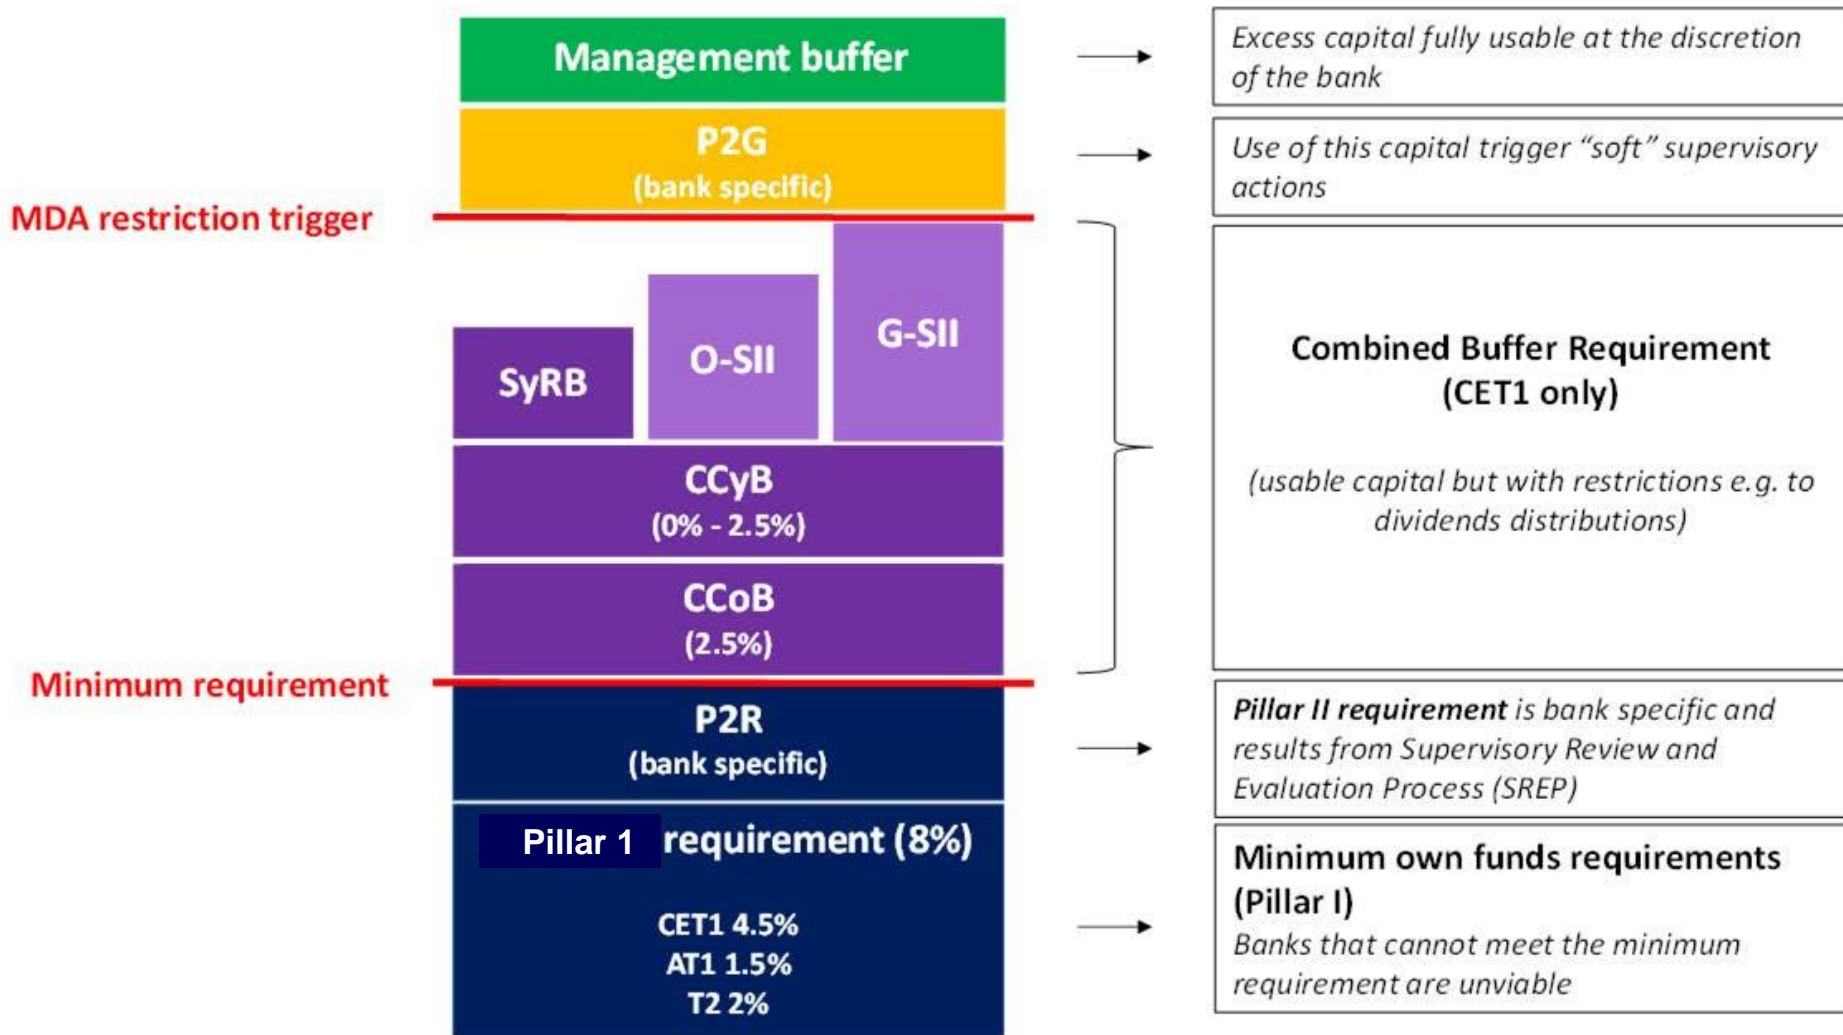 Management buffer
Excess capital fully usable at the discretion
of the bank
P2G
(bank specific)
Use of this capital trigger “soft” supervisory
actions
MDA restriction trigger
SyRB
O-SII
G-SII
Combined Buffer Requirement
(CET1 only)
(usable capital but with restrictions e.g. to
dividends distributions)
CCyB
(0% - 2.5%)
CCoB
(2.5%)
Minimum requirement
P2R
(bank specific)
Pillar II requirement is bank specific and
results from Supervisory Review and
Evaluation Process (SREP)
Pillar 1 requirement (8%)
CET1 4.5%
AT1 1.5%
T2 2%
Minimum own funds requirements
(Pillar I)
Banks that cannot meet the minimum
requirement are unviable